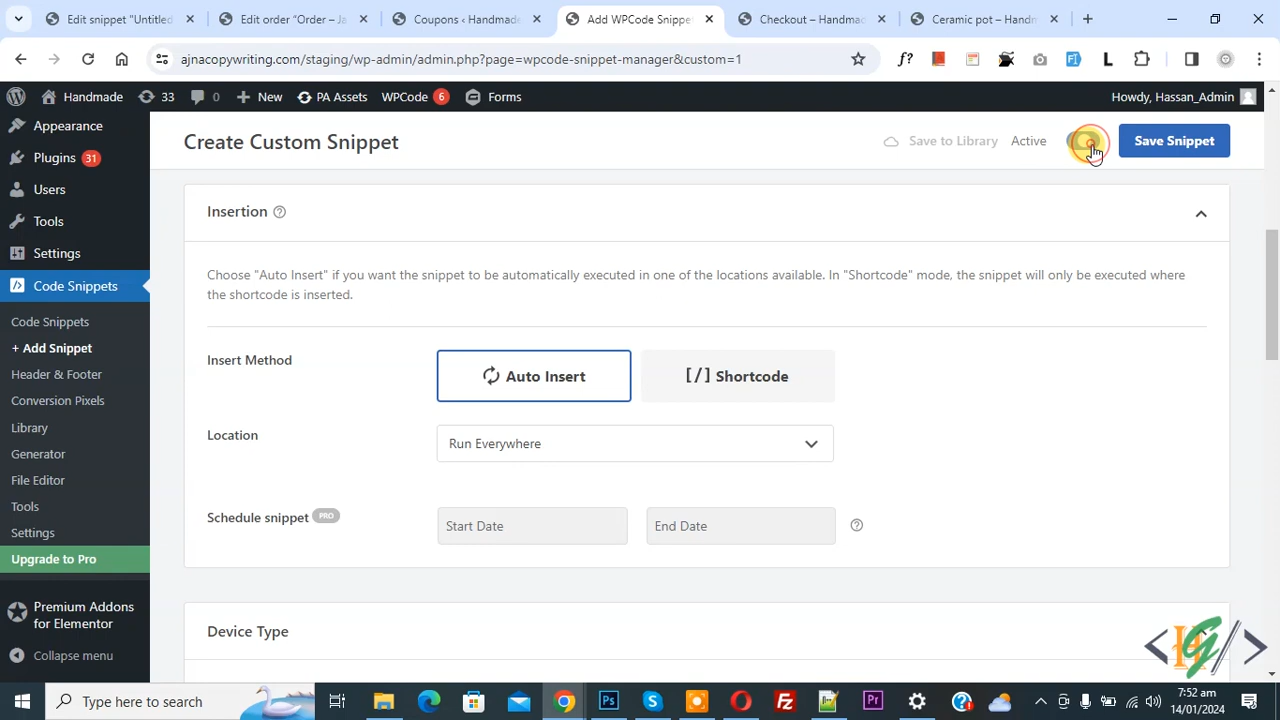 Edit snippet "Untitled
Edit order “Order – Ja
Coupons ‹ Handmade
Add WPCode Snippe
Checkout – Handmac
Ceramic pot – Handm
ajnacopywriting.com/staging/wp-admin/admin.php?page=wpcode-snippet-manager&custom=1
f?
L
Handmade
33
0
New
PA Assets
WPCode 6
Forms
Howdy, Hassan_Admin
Appearance
Plugins 31
Users
Tools
Settings
Code Snippets
Code Snippets
+ Add Snippet
Header & Footer
Conversion Pixels
Library
Generator
File Editor
Tools
Settings
Upgrade to Pro
Premium Addons
for Elementor
Collapse menu
Create Custom Snippet
Save to Library
Active
Save Snippet
Insertion
Choose "Auto Insert" if you want the snippet to be automatically executed in one of the locations available. In "Shortcode" mode, the snippet will only be executed where
the shortcode is inserted.
Insert Method
Auto Insert
[/] Shortcode
Location
Run Everywhere
Schedule snippet PRO
Start Date
End Date
Device Type
Type here to search
7:52 am
14/01/2024